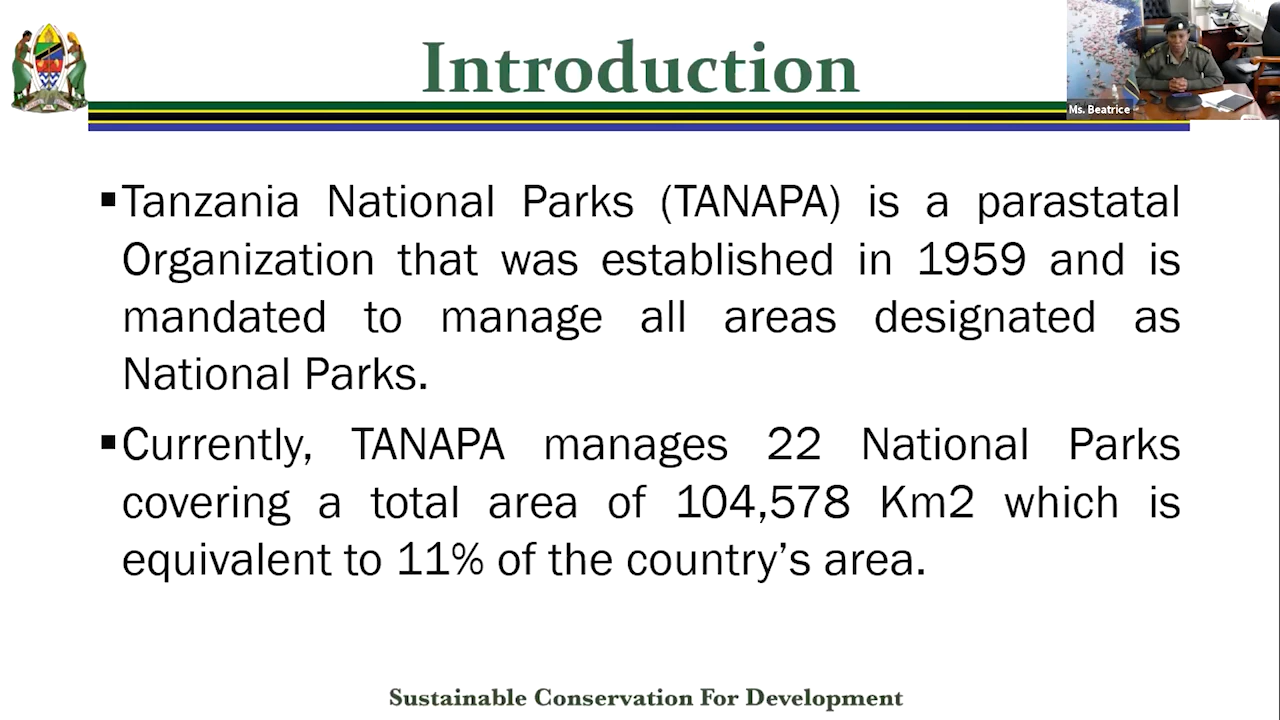 Introduction
Ms. Beatrice
▪Tanzania National Parks (TANAPA) is a parastatal
Organization that was established in 1959 and is
mandated to manage all areas designated as
National Parks.
▪Currently, TANAPA manages 22 National Parks
covering a total area of 104,578 Km2 which is
equivalent to 11% of the country’s area.
Sustainable Conservation For Development